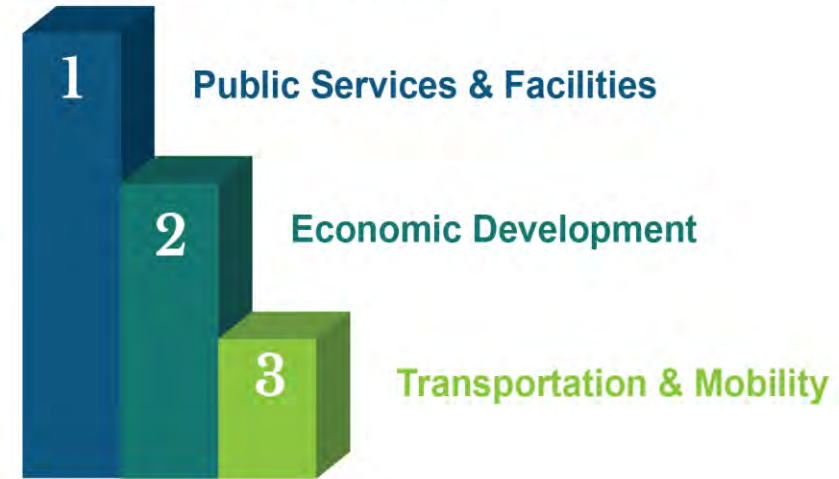 1
Public Services & Facilities
2
Economic Development
3
Transportation & Mobility